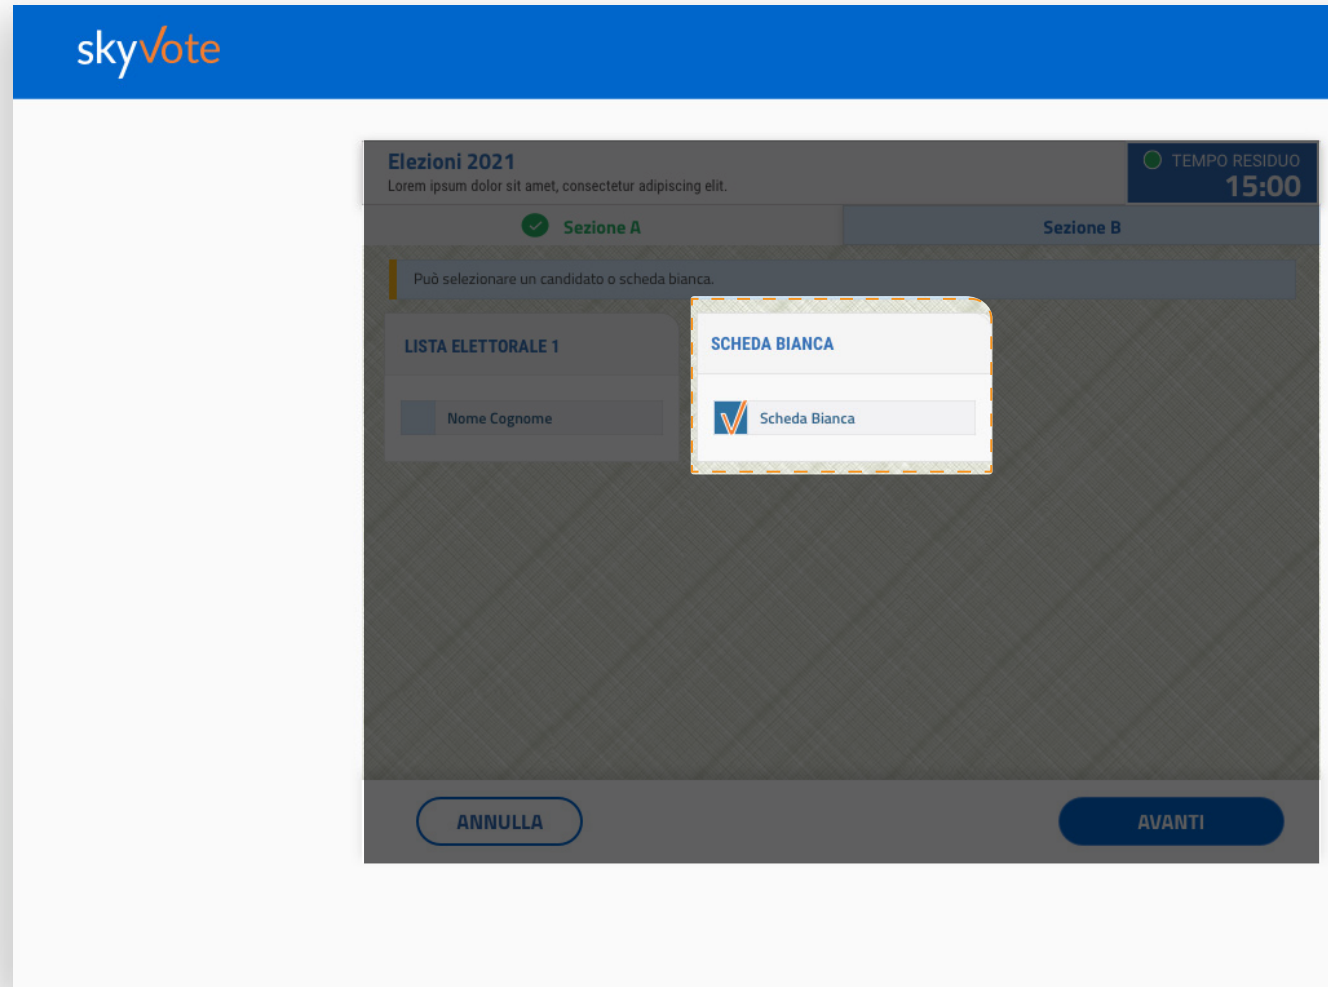 skyvote
Elezioni 2021
Lorem ipsum dolor sit amet, consectetur adipiscing elit.
TEMPO RESIDUO
15:00
Sezione A
Sezione B
Può selezionare un candidato o scheda bianca.
LISTA ELETTORALE 1
SCHEDA BIANCA
Nome Cognome
Scheda Bianca
ANNULLA
AVANTI